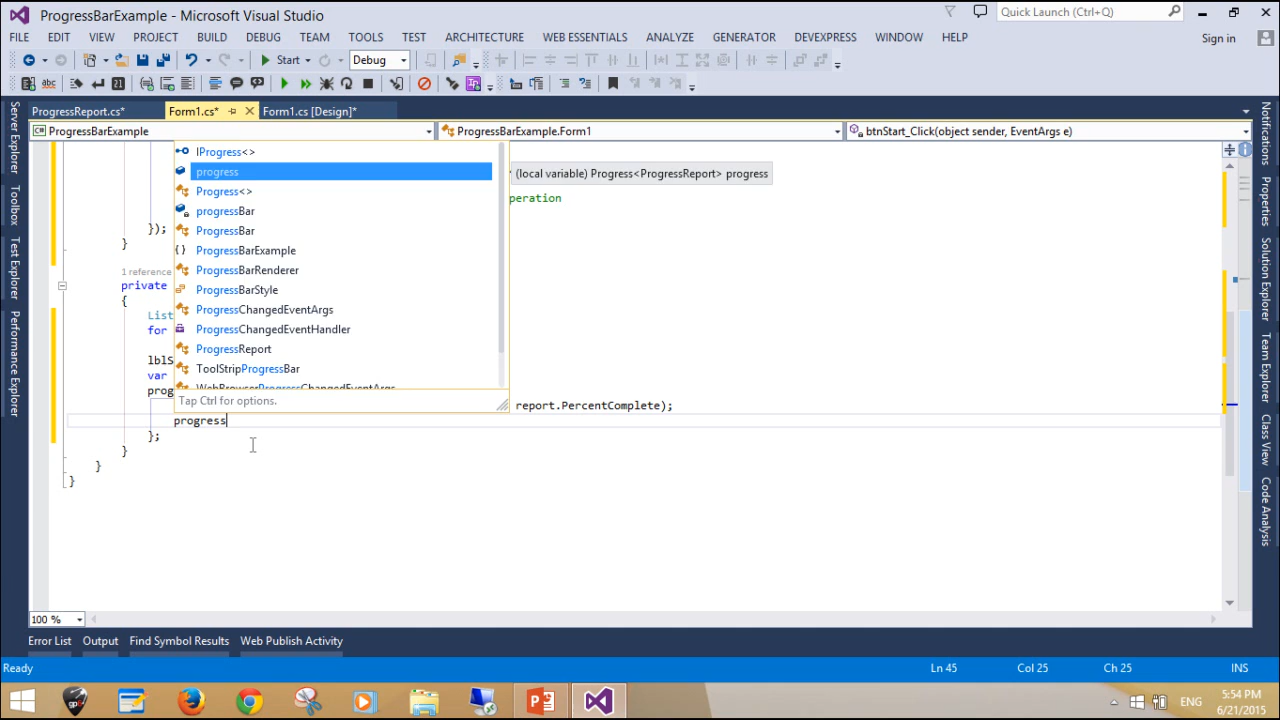 ProgressBarExample - Microsoft Visual Studio
Quick Launch (Ctrl+Q)
FILE EDIT VIEW PROJECT BUILD DEBUG TEAM TOOLS TEST ARCHITECTURE WEB ESSENTIALS ANALYZE GENERATOR DEVEXPRESS WINDOW HELP
Sign in
Start Debug
ProgressReport.cs* Form1.cs* Form1.cs [Design]*
ProgressBarExample ProgressBarExample.Form1 btnStart_Click(object sender, EventArgs e)
Server Explorer
Toolbox
Test Explorer
Performance Explorer
IProgress<>
progress
(local variable) Progress<ProgressReport> progress
Progress<>
peration
progressBar
});
ProgressBar
}
ProgressBarExample
1 reference
ProgressBarRenderer
private
ProgressBarStyle
{
ProgressChangedEventArgs
List
for
ProgressChangedEventHandler
ProgressReport
lblS
ToolStripProgressBar
var
WebBrowserProgressChangedEventArgs
prog
Tap Ctrl for options.
report.PercentComplete);
progress
};
}
}
}
Notifications
Properties
Solution Explorer
Team Explorer
Class View
Code Analysis
100 %
Error List Output Find Symbol Results Web Publish Activity
Ready Ln 45 Col 25 Ch 25 INS
ENG
5:54 PM
6/21/2015